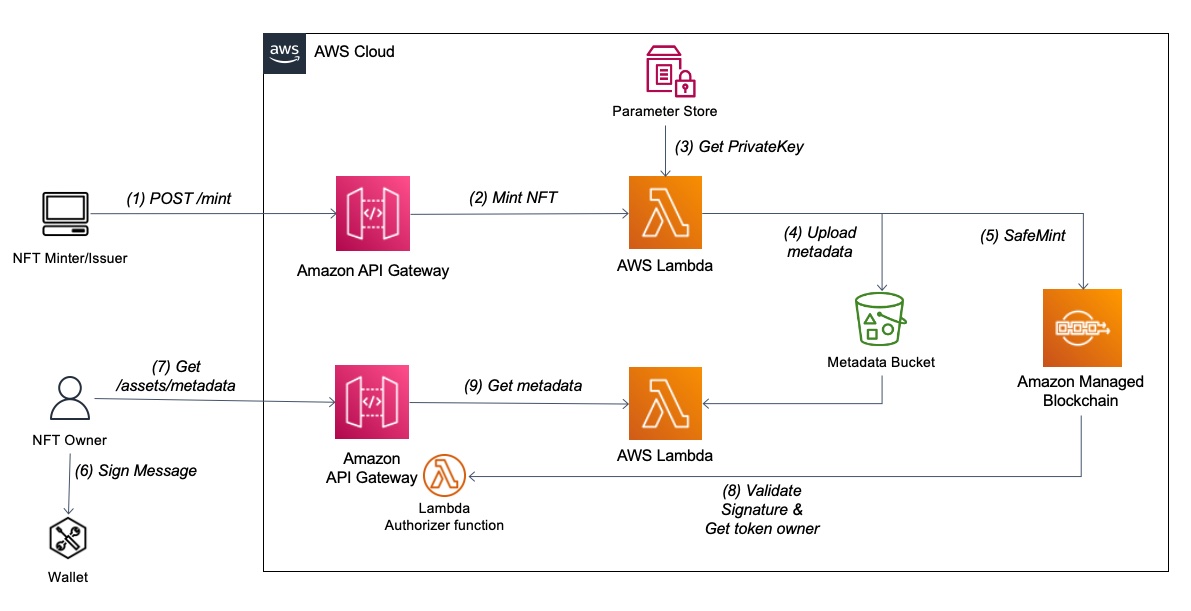 aws
AWS Cloud
Parameter Store
(3) Get PrivateKey
(1) POST /mint
(2) Mint NFT
NFT Minter/Issuer
Amazon API Gateway
AWS Lambda
(4) Upload
metadata
(5) SafeMint
Metadata Bucket
Amazon Managed
Blockchain
(7) Get
/assets/metadata
(9) Get metadata
NFT Owner
Amazon
API Gateway
AWS Lambda
(6) Sign Message
Lambda
Authorizer function
(8) Validate
Signature &
Get token owner
Wallet